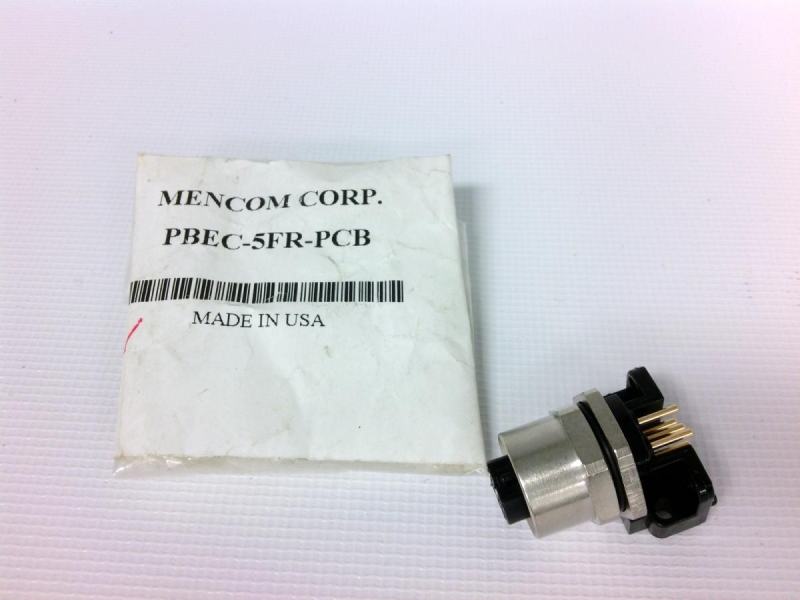 MENCOM CORP.
PBEC-5FR-PCB
MADE IN USA